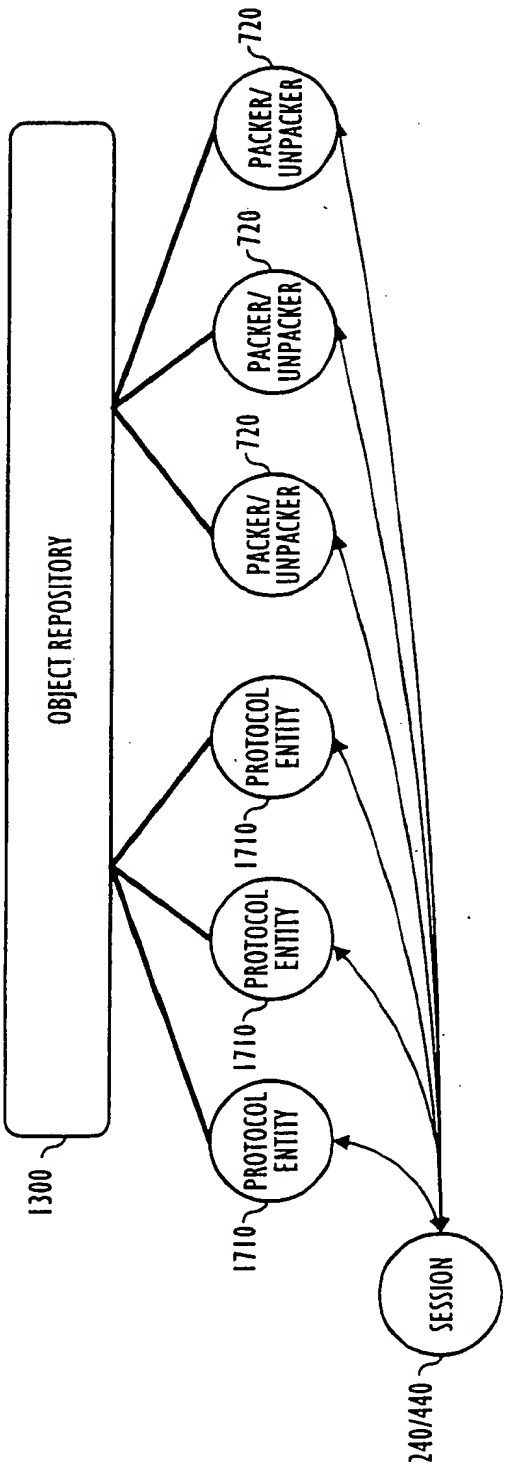 OBJECT REPOSITORY
1300
PROTOCOL
ENTITY
1710
PROTOCOL
ENTITY
1710
PROTOCOL
ENTITY
1710
PACKER/
UNPACKER
720
PACKER/
UNPACKER
720
PACKER/
UNPACKER
720
SESSION
240/440